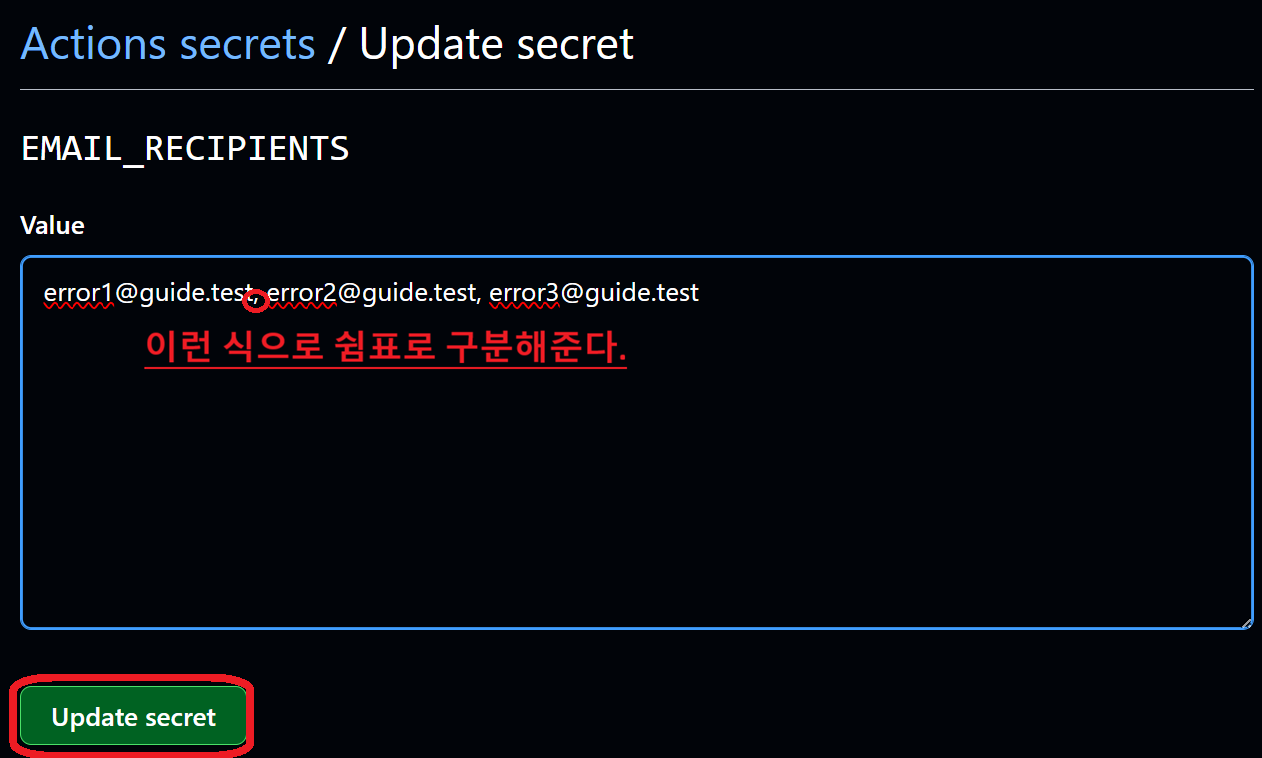 Actions secrets / Update secret
EMAIL_RECIPIENTS
Value
error1@guide.test, error2@guide.test, error3@guide.test
이런 식으로 쉼표로 구분해준다.
Update secret